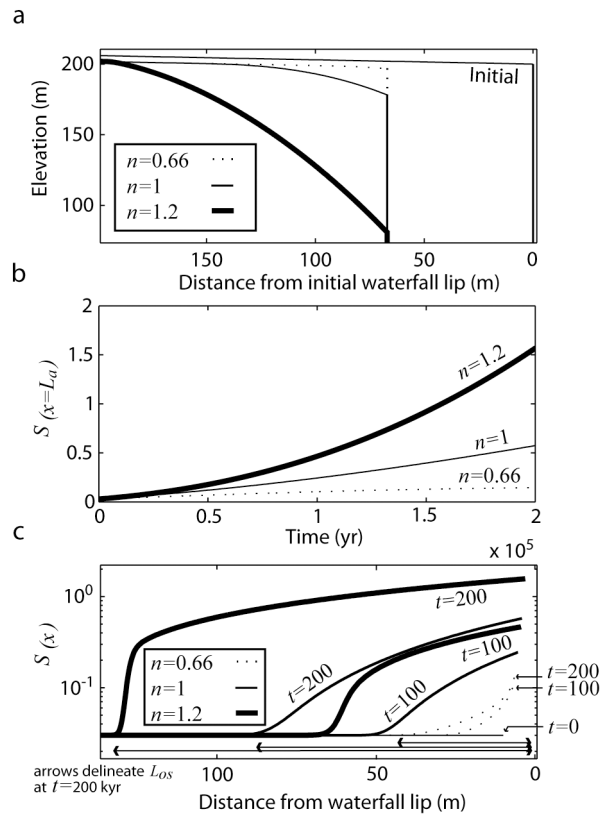 a
200
150
100
Elevation (m)
Initial
n=0.66
n=1
n=1.2
150
100
50
0
Distance from initial waterfall lip (m)
b
2
1.5
1
0.5
0
S (x=La)
n=1.2
n=1
n=0.66
0
0.5
1
1.5
2
Time (yr)
x 10^5
c
10^0
10^-1
S (x)
n=0.66
n=1
n=1.2
t=200
t=200
t=100
t=100
t=200
t=100
t=0
arrows delineate Los
at t=200 kyr
100
50
0
Distance from waterfall lip (m)